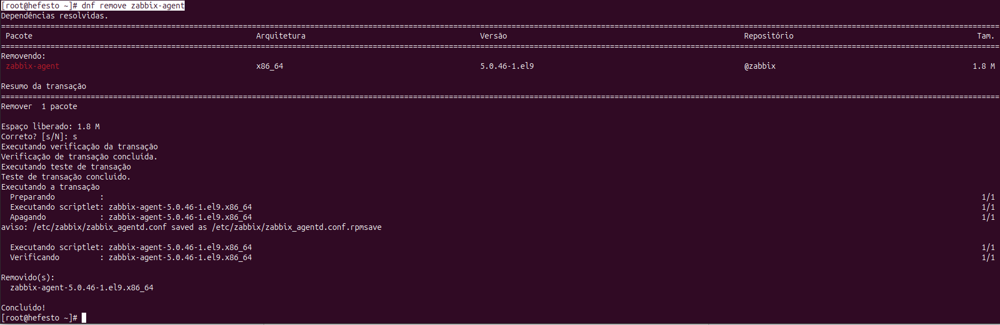 [root@hefesto ~]# dnf remove zabbix-agent
Dependências resolvidas.
================================================================================
Pacote Arquitetura Versão Repositório Tam.
================================================================================
Removendo:
zabbix-agent x86_64 5.0.46-1.el9 @zabbix 1.8 M
Resumo da transação
================================================================================
Remover  1 pacote
Espaço liberado: 1.8 M
Correto? [s/N]: s
Executando verificação da transação
Verificação de transação concluída.
Executando teste de transação
Teste de transação concluído.
Executando a transação
Preparando : 1/1
Executando scriptlet: zabbix-agent-5.0.46-1.el9.x86_64 1/1
Apagando : zabbix-agent-5.0.46-1.el9.x86_64 1/1
aviso: /etc/zabbix/zabbix_agentd.conf saved as /etc/zabbix/zabbix_agentd.conf.rpmsave
Executando scriptlet: zabbix-agent-5.0.46-1.el9.x86_64 1/1
Verificando : zabbix-agent-5.0.46-1.el9.x86_64 1/1
Removido(s):
zabbix-agent-5.0.46-1.el9.x86_64
Concluído!
[root@hefesto ~]#